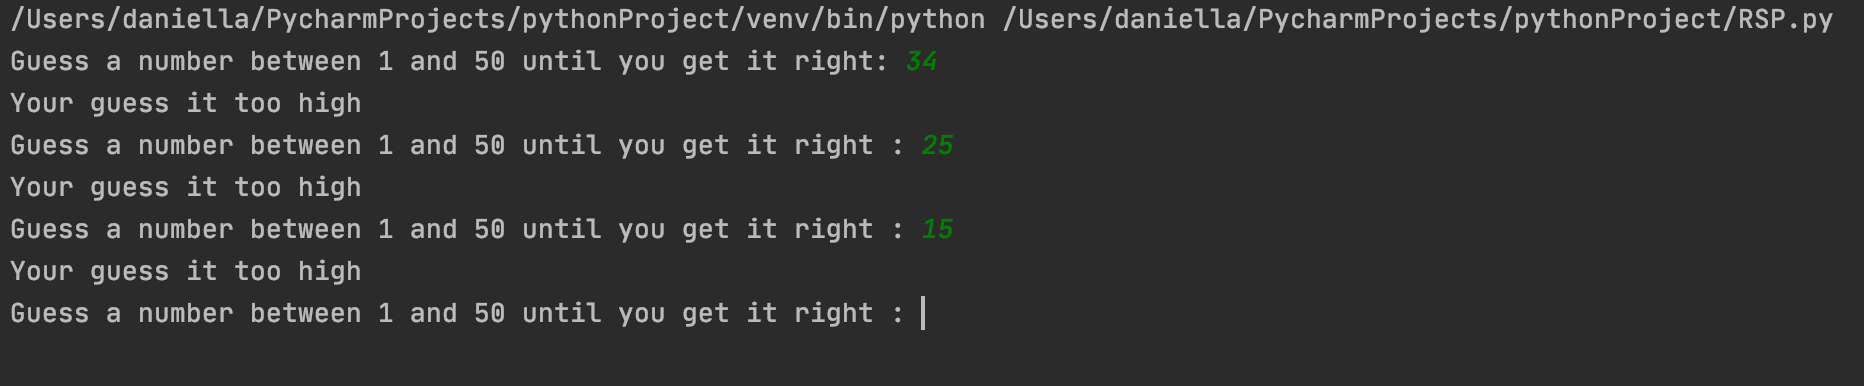 /Users/daniella/PycharmProjects/pythonProject/venv/bin/python /Users/daniella/PycharmProjects/pythonProject/RSP.py
Guess a number between 1 and 50 until you get it right: 34
Your guess it too high
Guess a number between 1 and 50 until you get it right : 25
Your guess it too high
Guess a number between 1 and 50 until you get it right : 15
Your guess it too high
Guess a number between 1 and 50 until you get it right :